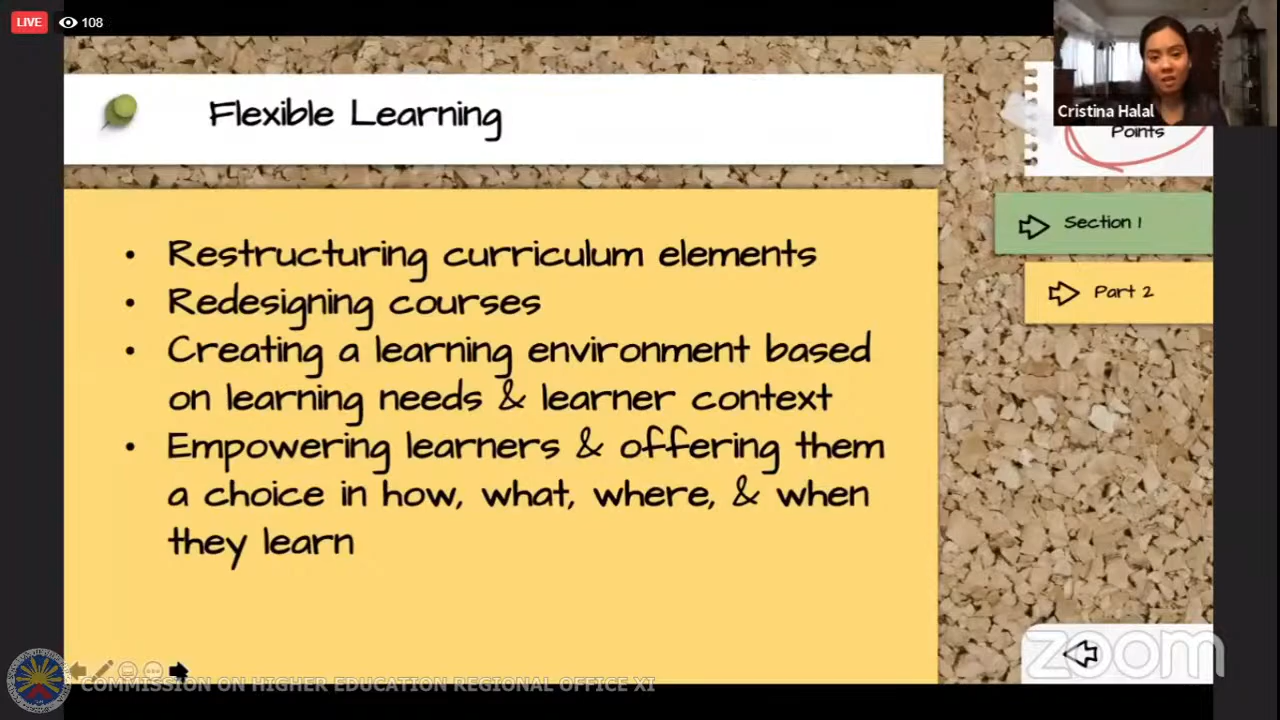 LIVE 108
Cristina Halal
Flexible Learning
Points
• Restructuring curriculum elements
• Redesigning courses
• Creating a learning environment based
on learning needs & learner context
• Empowering learners & offering them
a choice in how, what, where, & when
they learn
Section 1
Part 2
zoom
COMMISSION ON HIGHER EDUCATION REGIONAL OFFICE XI